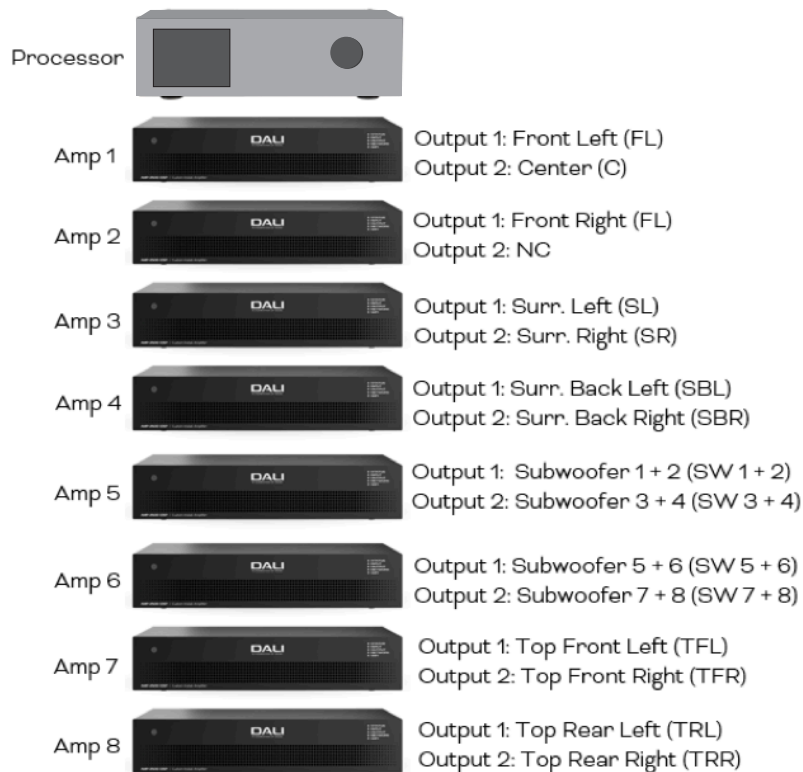 Processor
DALI
Amp 1
Output 1: Front Left (FL)
Output 2: Center (C)
DALI
Amp 2
Output 1: Front Right (FL)
Output 2: NC
DALI
Amp 3
Output 1: Surr. Left (SL)
Output 2: Surr. Right (SR)
DALI
Amp 4
Output 1: Surr. Back Left (SBL)
Output 2: Surr. Back Right (SBR)
DALI
Amp 5
Output 1: Subwoofer 1 + 2 (SW 1 + 2)
Output 2: Subwoofer 3 + 4 (SW 3 + 4)
DALI
Amp 6
Output 1: Subwoofer 5 + 6 (SW 5 + 6)
Output 2: Subwoofer 7 + 8 (SW 7 + 8)
DALI
Amp 7
Output 1: Top Front Left (TFL)
Output 2: Top Front Right (TFR)
DALI
Amp 8
Output 1: Top Rear Left (TRL)
Output 2: Top Rear Right (TRR)